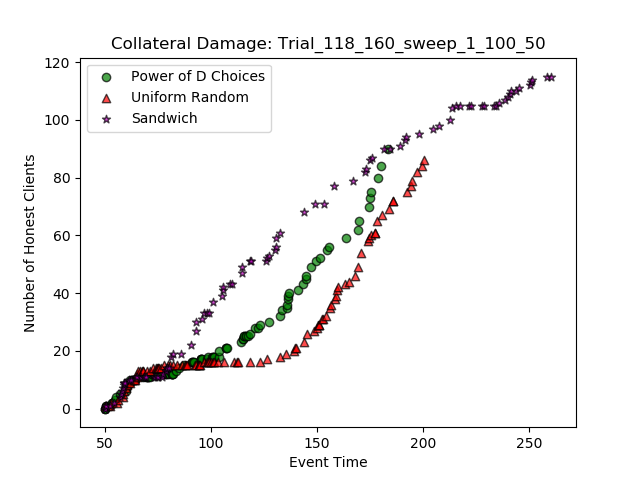 Collateral Damage: Trial_118_160_sweep_1_100_50
120
100
80
60
40
20
0
Number of Honest Clients
Power of D Choices
Uniform Random
Sandwich
50
100
150
200
250
Event Time